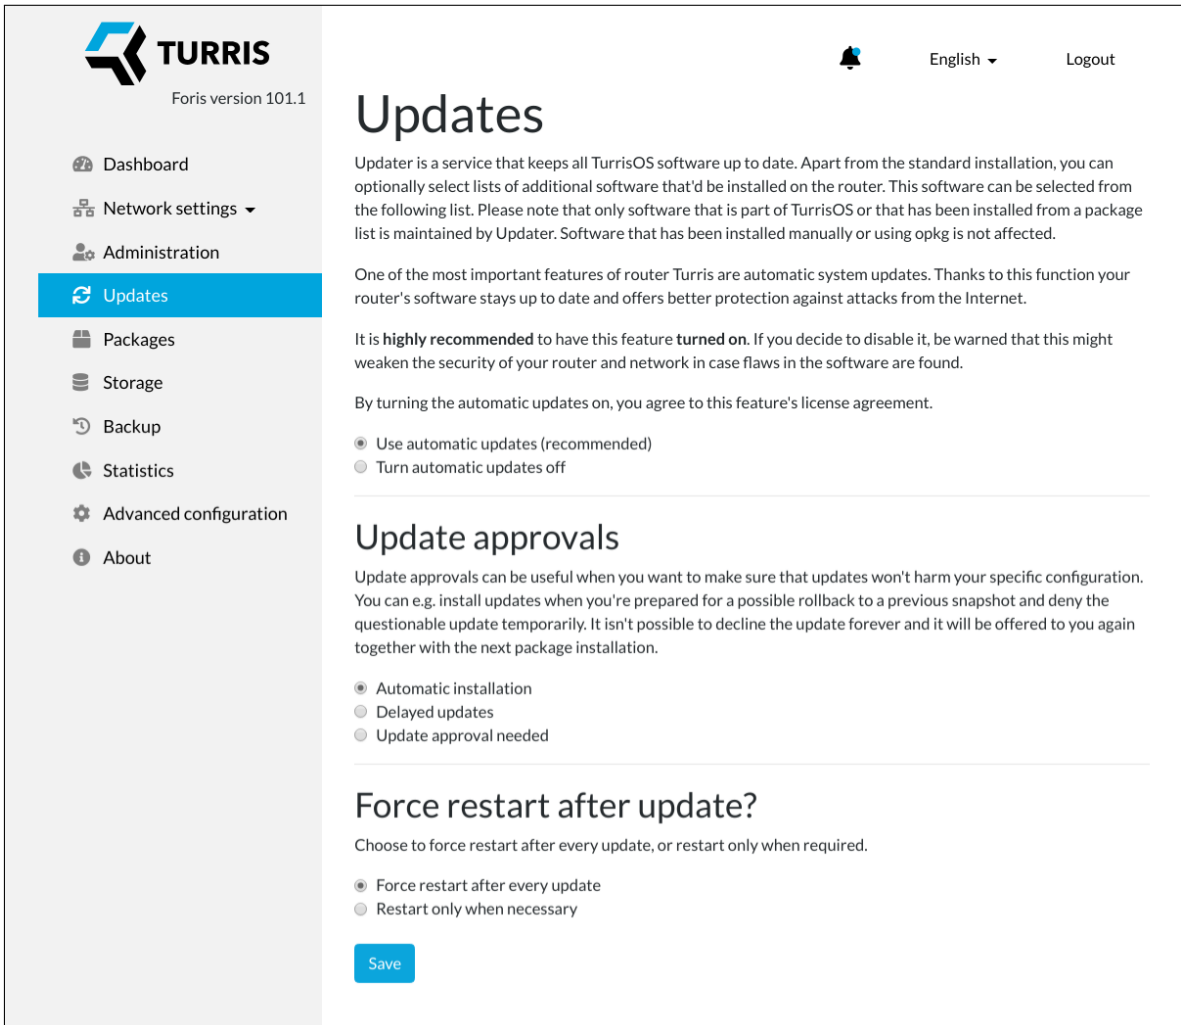 TURRIS
Foris version 101.1
Dashboard
Network settings
Administration
Updates
Packages
Storage
Backup
Statistics
Advanced configuration
About
English
Logout
Updates
Updater is a service that keeps all TurrisOS software up to date. Apart from the standard installation, you can
optionally select lists of additional software that'd be installed on the router. This software can be selected from
the following list. Please note that only software that is part of TurrisOS or that has been installed from a package
list is maintained by Updater. Software that has been installed manually or using opkg is not affected.
One of the most important features of router Turris are automatic system updates. Thanks to this function your
router's software stays up to date and offers better protection against attacks from the Internet.
It is highly recommended to have this feature turned on. If you decide to disable it, be warned that this might
weaken the security of your router and network in case flaws in the software are found.
By turning the automatic updates on, you agree to this feature's license agreement.
Use automatic updates (recommended)
Turn automatic updates off
Update approvals
Update approvals can be useful when you want to make sure that updates won't harm your specific configuration.
You can e.g. install updates when you're prepared for a possible rollback to a previous snapshot and deny the
questionable update temporarily. It isn't possible to decline the update forever and it will be offered to you again
together with the next package installation.
Automatic installation
Delayed updates
Update approval needed
Force restart after update?
Choose to force restart after every update, or restart only when required.
Force restart after every update
Restart only when necessary
Save